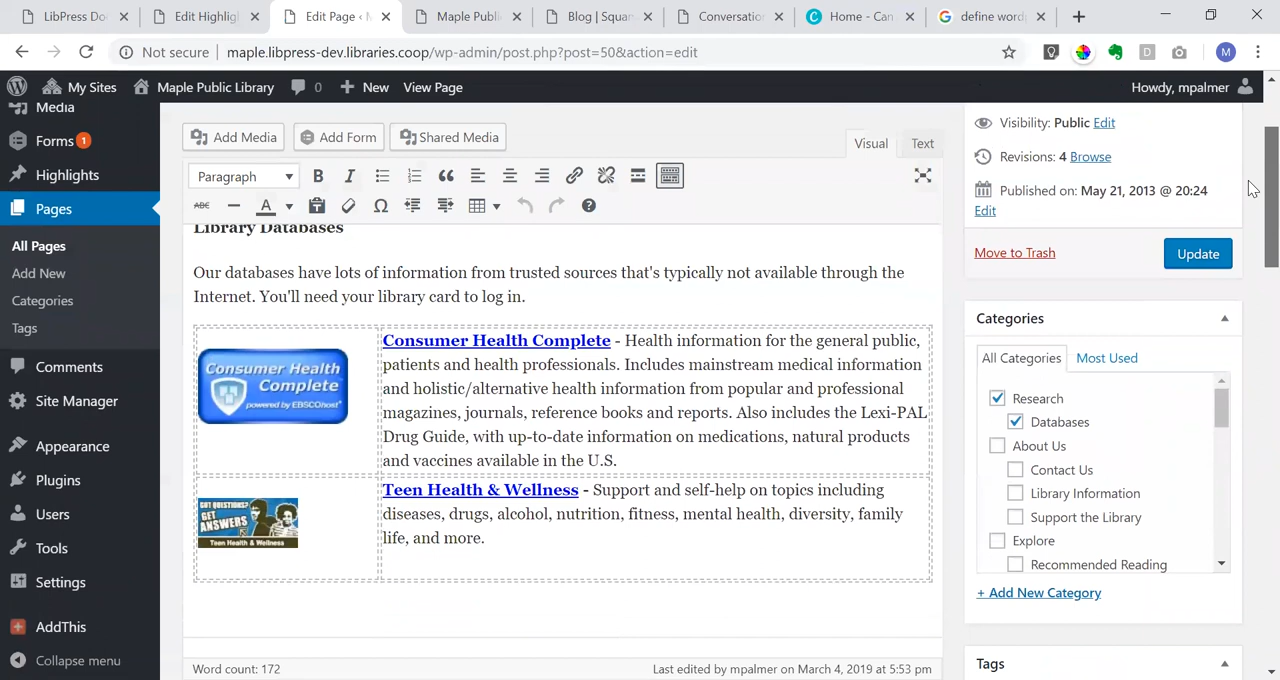 LibPress Do
Edit Highlig
Edit Page ‹ M
Maple Publi
Blog | Squa
Conversatio
Home - Can
define word
Not secure
maple.libpress-dev.libraries.coop/wp-admin/post.php?post=50&action=edit
M
My Sites
Maple Public Library
0
New
View Page
Howdy, mpalmer
Media
Forms 1
Highlights
Pages
All Pages
Add New
Categories
Tags
Comments
Site Manager
Appearance
Plugins
Users
Tools
Settings
AddThis
Collapse menu
Add Media
Add Form
Shared Media
Visual
Text
Paragraph
B
I
ABC
A
Library Databases
Our databases have lots of information from trusted sources that's typically not available through the
Internet. You'll need your library card to log in.
Consumer Health
Complete
powered by EBSCOhost
Consumer Health Complete - Health information for the general public,
patients and health professionals. Includes mainstream medical information
and holistic/alternative health information from popular and professional
magazines, journals, reference books and reports. Also includes the Lexi-PAL
Drug Guide, with up-to-date information on medications, natural products
and vaccines available in the U.S.
GOT QUESTIONS?
GET
ANSWERS
Teen Health & Wellness
Teen Health & Wellness - Support and self-help on topics including
diseases, drugs, alcohol, nutrition, fitness, mental health, diversity, family
life, and more.
Word count: 172
Last edited by mpalmer on March 4, 2019 at 5:53 pm
Visibility: Public Edit
Revisions: 4 Browse
Published on: May 21, 2013 @ 20:24
Edit
Move to Trash
Update
Categories
All Categories
Most Used
Research
Databases
About Us
Contact Us
Library Information
Support the Library
Explore
Recommended Reading
+ Add New Category
Tags